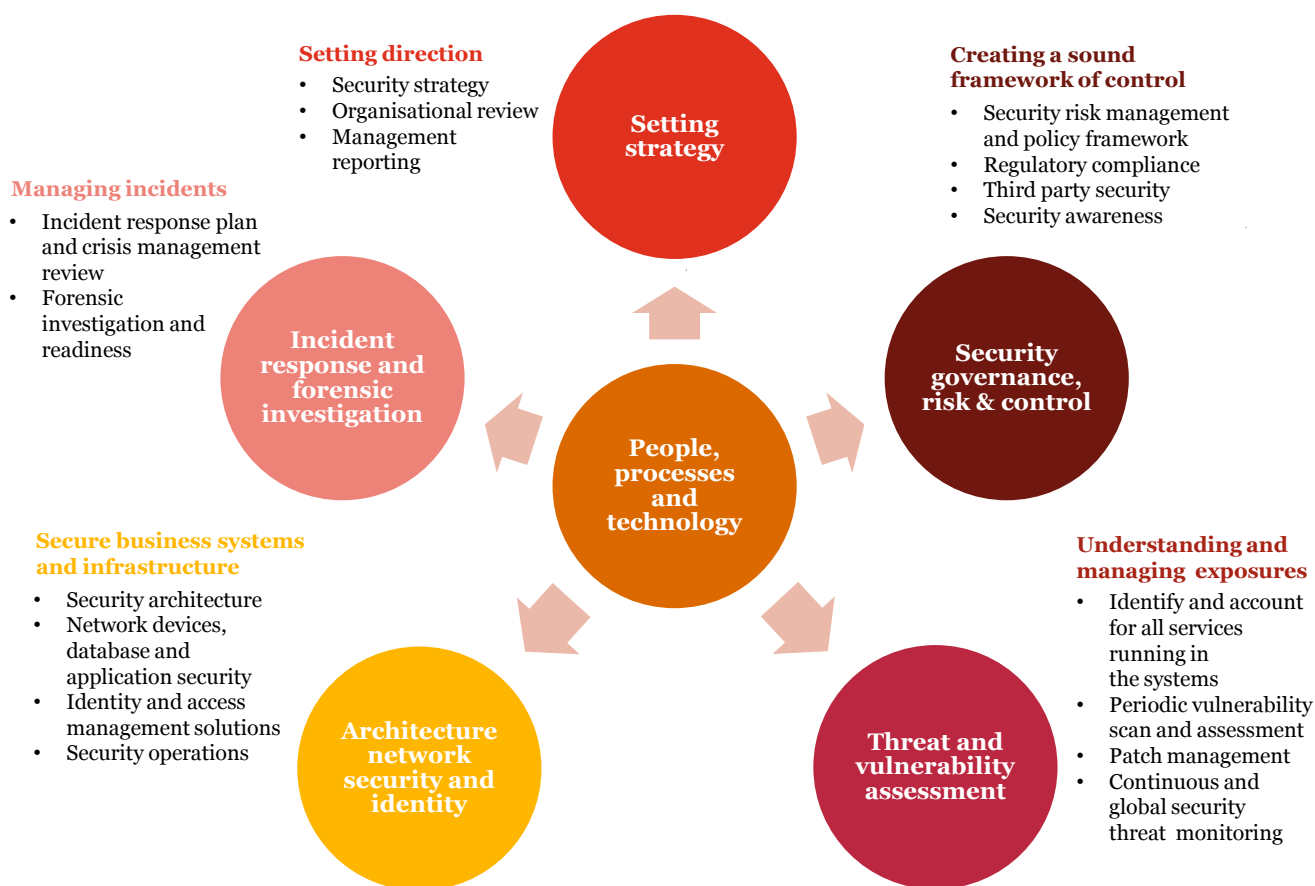 Setting direction
• Security strategy
• Organisational review
• Management
reporting
Setting
strategy
Creating a sound
framework of control
• Security risk management
and policy framework
• Regulatory compliance
• Third party security
• Security awareness
Managing incidents
• Incident response plan
and crisis management
review
• Forensic
investigation and
readiness
Incident
response and
forensic
investigation
Security
governance,
risk & control
People,
processes
and
technology
Secure business systems
and infrastructure
• Security architecture
• Network devices,
database and
application security
• Identity and access
management solutions
• Security operations
Architecture
network
security and
identity
Threat and
vulnerability
assessment
Understanding and
managing exposures
• Identify and account
for all services
running in
the systems
• Periodic vulnerability
scan and assessment
• Patch management
• Continuous and
global security
threat monitoring